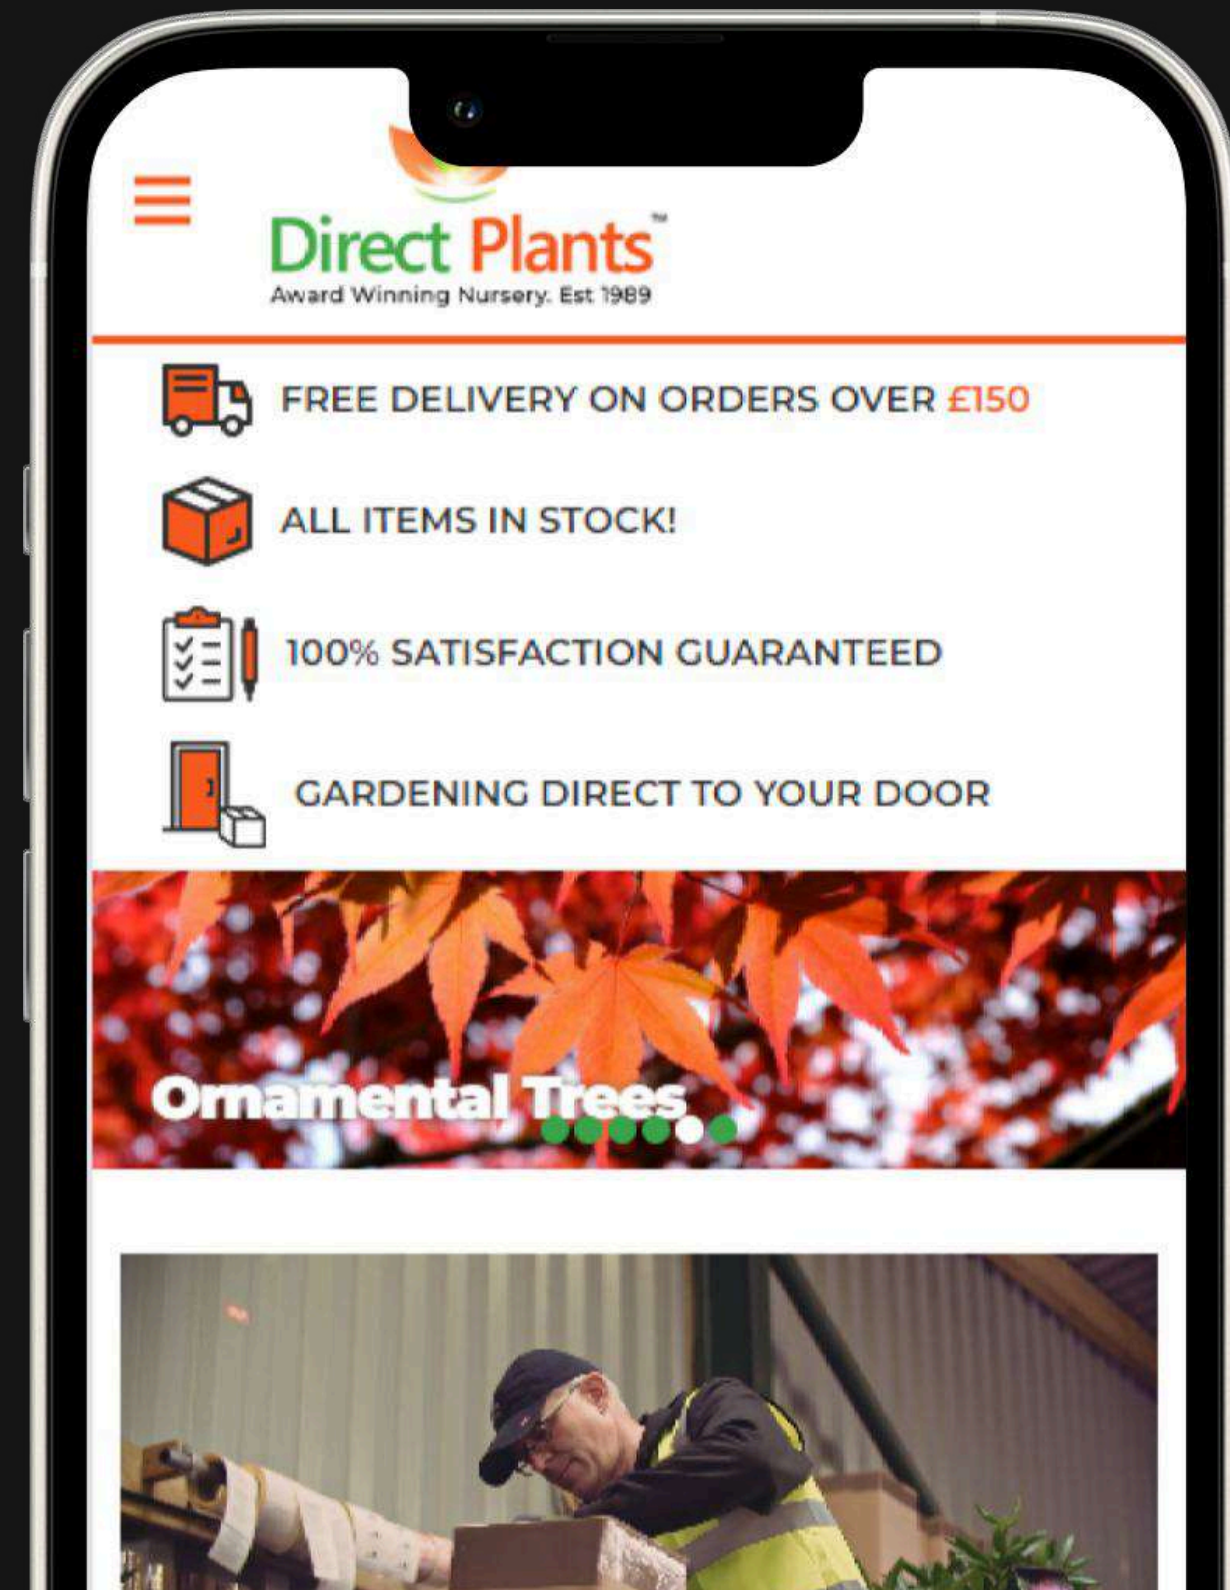 Direct Plants™
Award Winning Nursery. Est 1989
FREE DELIVERY ON ORDERS OVER £150
ALL ITEMS IN STOCK!
100% SATISFACTION GUARANTEED
GARDENING DIRECT TO YOUR DOOR
Ornamental Trees